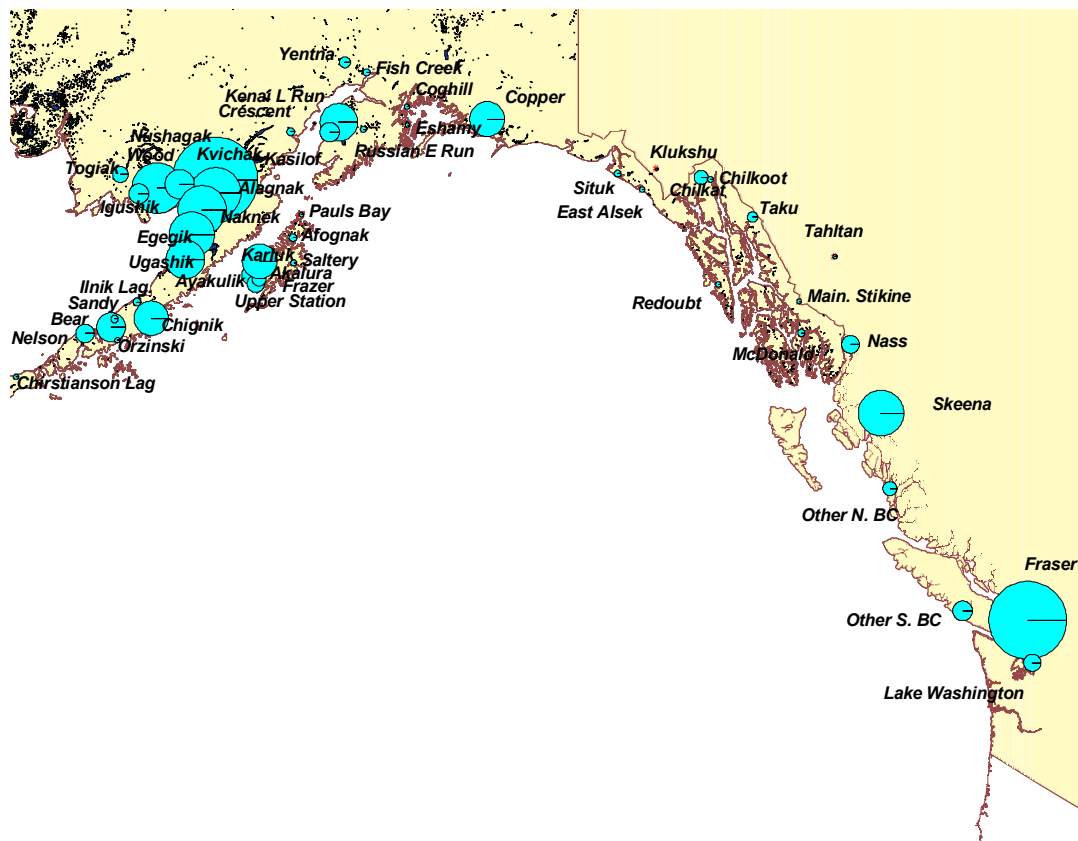 Yentna
Fish Creek
Coghill
Kenai L Run
Copper
Crescent
Eshamy
Nushagak
Wood
Kvichak
Kasilof
Russian E Run
Togiak
Klukshu
Chilkoot
Chilkat
Situk
Alagnak
Igushik
East Alsek
Taku
Pauls Bay
Naknek
Egegik
Afognak
Tahltan
Karluk
Saltery
Ugashik
Akalura
Ayakulik
Frazer
Ilnik Lag
Upper Station
Sandy
Redoubt
Main. Stikine
Bear
Chignik
Nelson
Orzinski
Nass
McDonald
Chirstianson Lag
Skeena
Other N. BC
Fraser
Other S. BC
Lake Washington